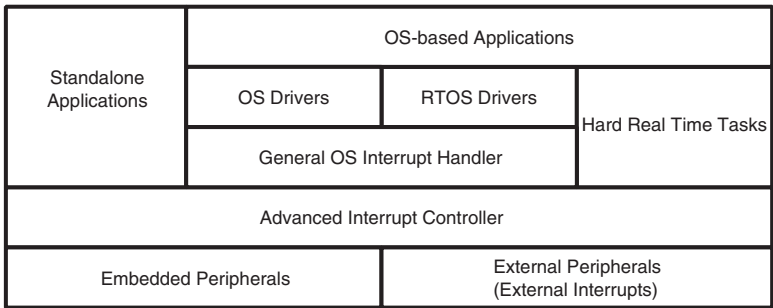 OS-based Applications
Standalone
Applications
OS Drivers
RTOS Drivers
Hard Real Time Tasks
General OS Interrupt Handler
Advanced Interrupt Controller
Embedded Peripherals
External Peripherals
(External Interrupts)